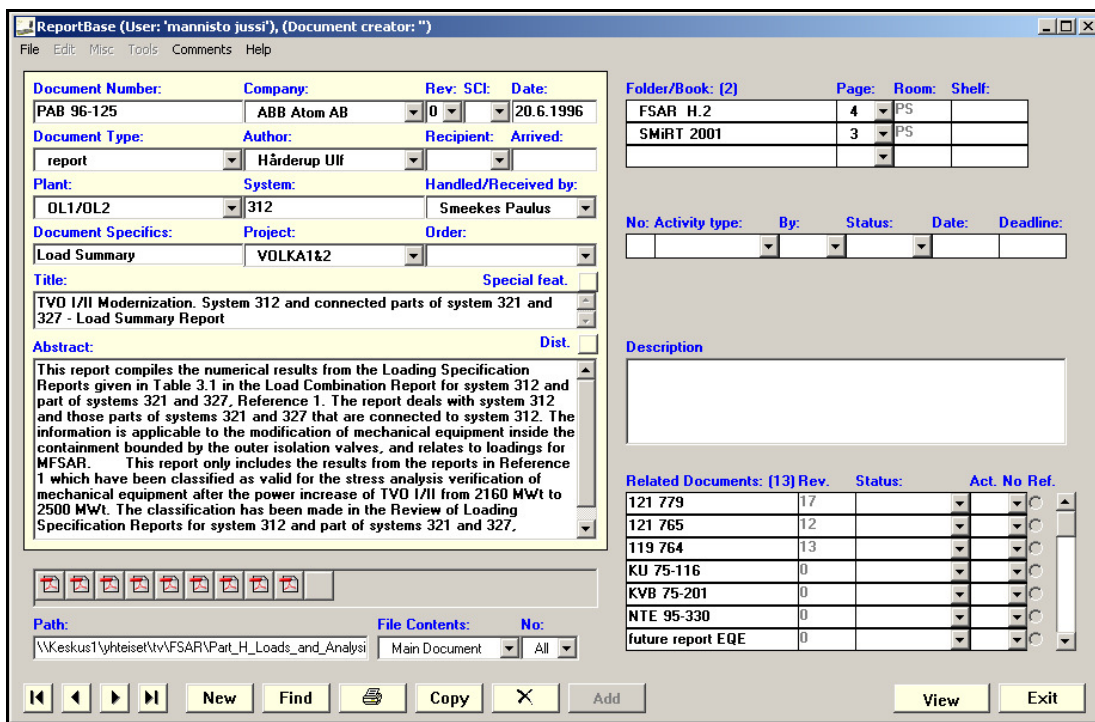 ReportBase (User: 'mannisto jussi'), (Document creator: '')
File Edit Misc Tools Comments Help
Document Number: Company: Rev: SCI: Date:
PAB 96-125 ABB Atom AB 0 20.6.1996
Document Type: Author: Recipient: Arrived:
report Hårderup Ulf
Plant: System: Handled/Received by:
OL1/OL2 312 Smeekes Paulus
Document Specifics: Project: Order:
Load Summary VOLKA1&2
Title: Special feat.
TVO I/II Modernization. System 312 and connected parts of system 321 and
327 - Load Summary Report
Abstract: Dist.
This report compiles the numerical results from the Loading Specification
Reports given in Table 3.1 in the Load Combination Report for system 312 and
part of systems 321 and 327, Reference 1. The report deals with system 312
and those parts of systems 321 and 327 that are connected to system 312. The
information is applicable to the modification of mechanical equipment inside the
containment bounded by the outer isolation valves, and relates to loadings for
MFSAR. This report only includes the results from the reports in Reference
1 which have been classified as valid for the stress analysis verification of
mechanical equipment after the power increase of TVO I/II from 2160 MWt to
2500 MWt. The classification has been made in the Review of Loading
Specification Reports for system 312 and part of systems 321 and 327,
Path: File Contents: No:
\\Keskus1\yhteiset\tv\FSAR\Part_H_Loads_and_Analysi Main Document All
Folder/Book: (2) Page: Room: Shelf:
FSAR H.2 4 PS
SMiRT 2001 3 PS
No: Activity type: By: Status: Date: Deadline:
Description
Related Documents: (13) Rev. Status: Act. No Ref.
121 779 17
121 765 12
119 764 13
KU 75-116 0
KVB 75-201 0
NTE 95-330 0
future report EQE 0
New Find Copy Add View Exit